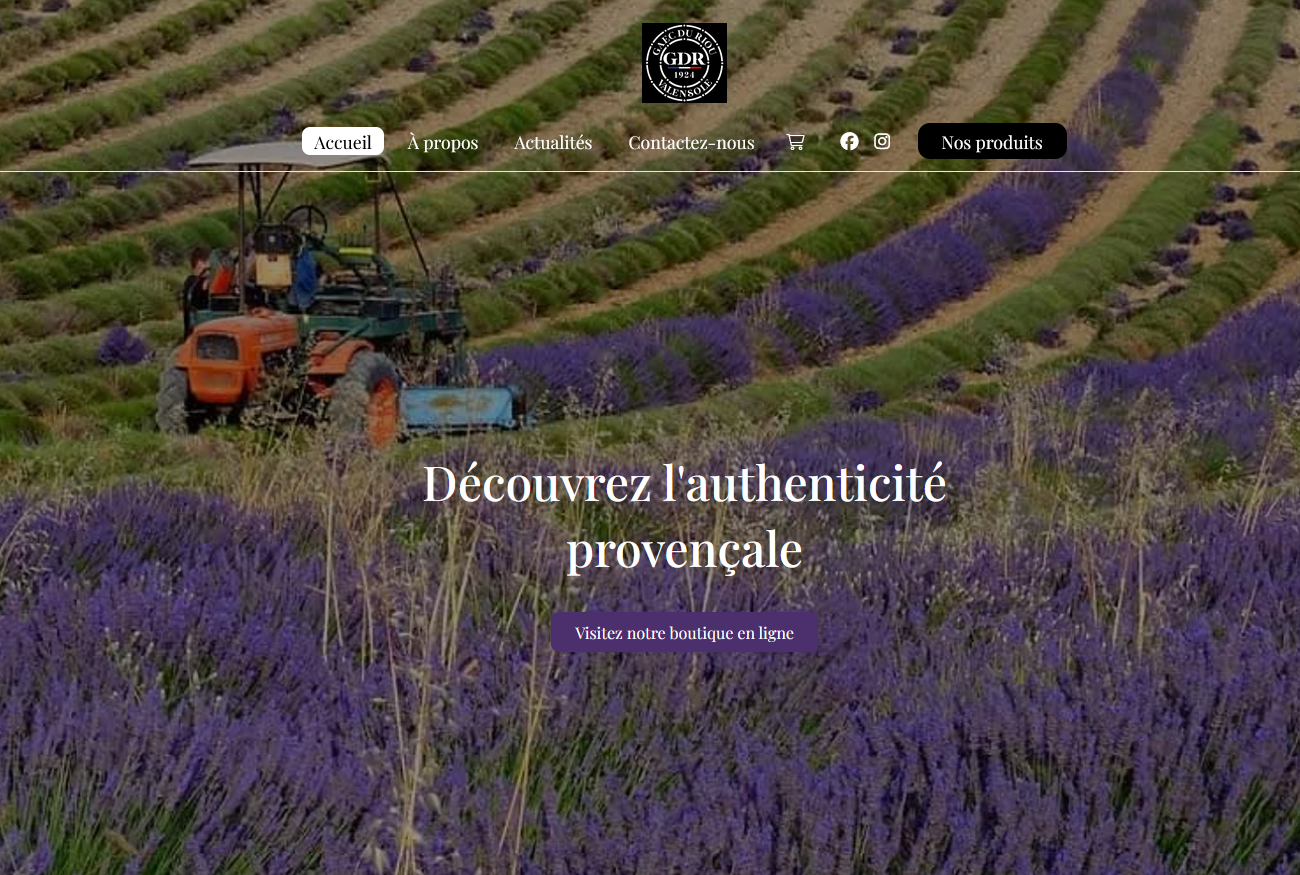 GAEC DU RIOU
GDR
1924
VALENSOLE
Accueil
À propos
Actualités
Contactez-nous
Nos produits
Découvrez l'authenticité
provençale
Visitez notre boutique en ligne